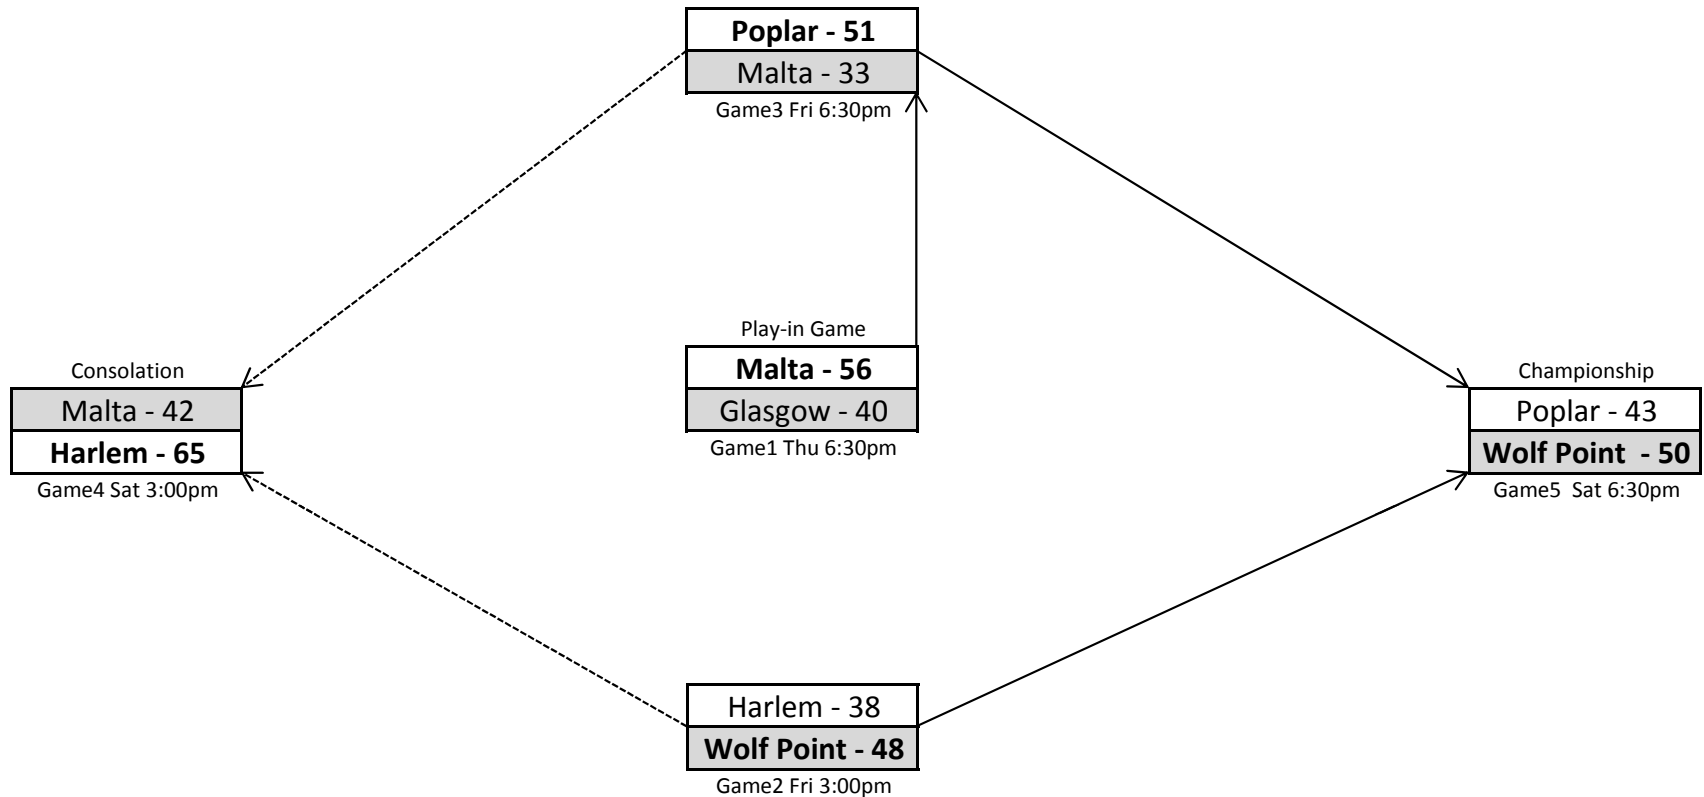 Poplar - 51
Malta - 33
Game3 Fri 6:30pm
Play-in Game
Malta - 56
Glasgow - 40
Game1 Thu 6:30pm
Consolation
Malta - 42
Harlem - 65
Game4 Sat 3:00pm
Championship
Poplar - 43
Wolf Point  - 50
Game5  Sat 6:30pm
Harlem - 38
Wolf Point - 48
Game2 Fri 3:00pm